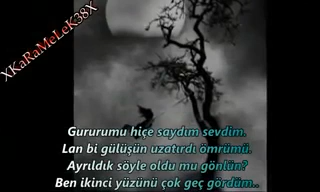 XKaRaMeLeK38X
Gururumu hiçe saydım sevdim.
Lan bi gülüşün uzatırdı ömrümü.
Ayrıldık söyle oldu mu gönlün?
Ben ikinci yüzünü çok geç gördüm..